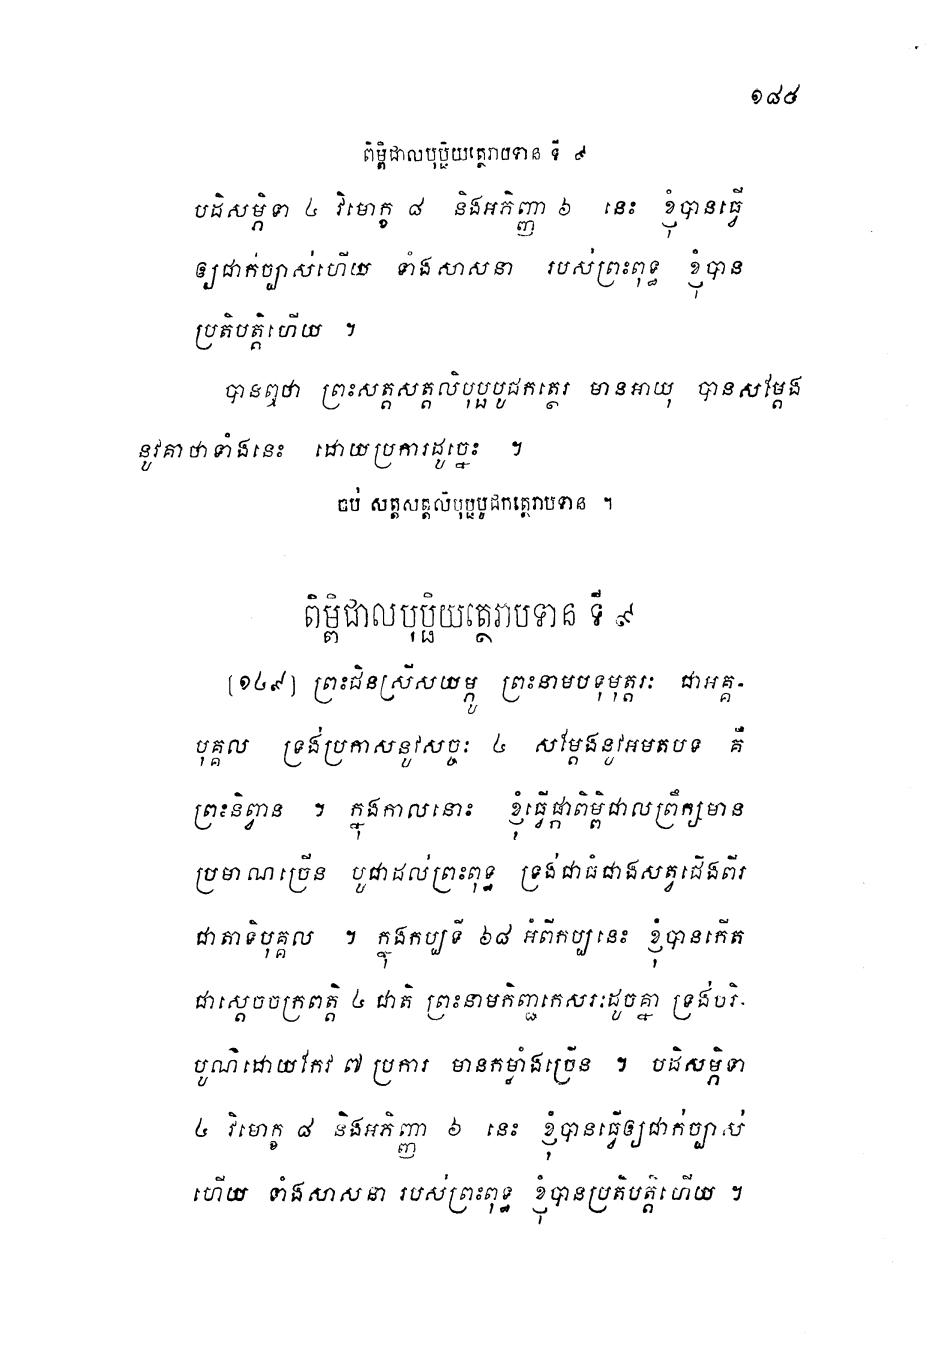 ១៨៥
ពិម្ពិជាលបុប្ផិយត្ថេរាបទាន ទី ៩
បដិសម្ភិទា ៤ វិមោក្ខ ៨ និងអភិញ្ញា ៦ នេះ ខ្ញុំបានធ្វើ
ឲ្យជាក់ច្បាស់ហើយ ទាំងសាសនា របស់ព្រះពុទ្ធ ខ្ញុំបាន
ប្រតិបត្តិហើយ ។
បានឮថា ព្រះសត្តសត្តលិបុប្ផបូជកត្ថេរ មានអាយុ បានសម្ដែង
នូវគាថាទាំងនេះ ដោយប្រការដូច្នេះ ។
ចប់ សត្តសត្តលិបុប្ផបូជកត្ថេរាបទាន ។
ពិម្ពិជាលបុប្ផិយត្ថេរាបទាន ទី ៩
[១៤៩] ព្រះជិនស្រីសយម្ភូ ព្រះនាមបទុមុត្តរៈ ជាអគ្គ-
បុគ្គល ទ្រង់ប្រកាសនូវសច្ចៈ ៤ សម្ដែងនូវអមតបទ គឺ
ព្រះនិព្វាន ។ ក្នុងកាលនោះ ខ្ញុំធ្វើផ្កាពិម្ពិជាលព្រឹក្សមាន
ប្រមាណច្រើន បូជាដល់ព្រះពុទ្ធ ទ្រង់ជាធំជាងសត្វជើងពីរ
ជាតាទិបុគ្គល ។ ក្នុងកប្បទី ៦៨ អំពីកប្បនេះ ខ្ញុំបានកើត
ជាស្ដេចចក្រពត្តិ ៤ ជាតិ ព្រះនាមកិញ្ជកេសរៈដូចគ្នា ទ្រង់បរិ-
បូណ៌ដោយកែវ ៧ ប្រការ មានកម្លាំងច្រើន ។ បដិសម្ភិទា
៤ វិមោក្ខ ៨ និងអភិញ្ញា ៦ នេះ ខ្ញុំបានធ្វើឲ្យជាក់ច្បាស់
ហើយ ទាំងសាសនា របស់ព្រះពុទ្ធ ខ្ញុំបានប្រតិបត្តិហើយ ។